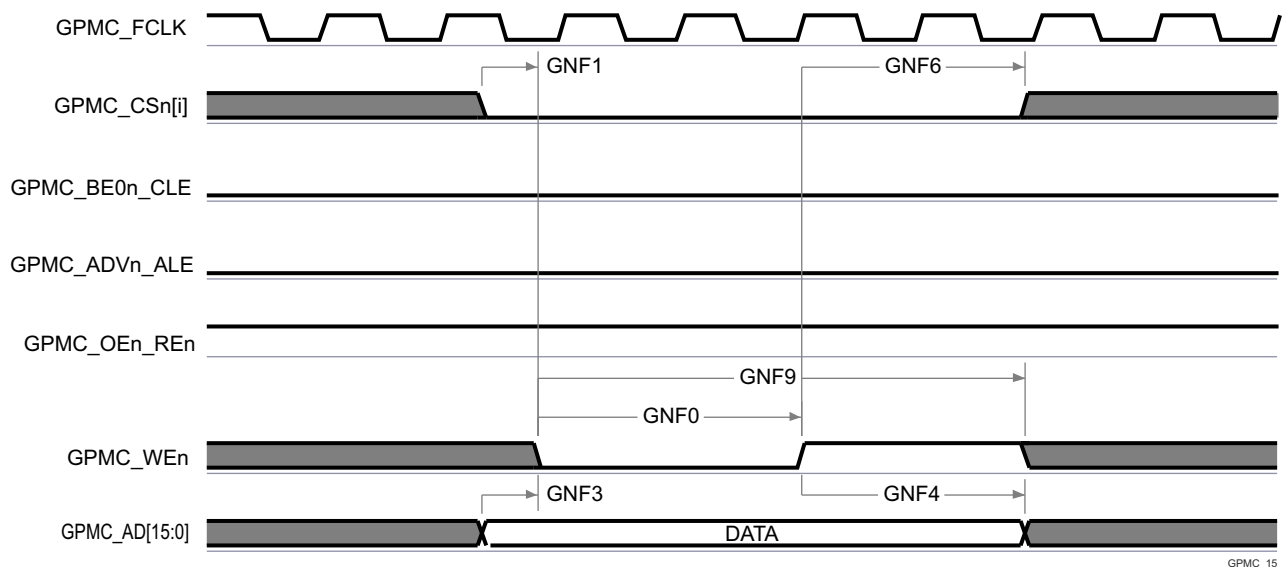 GPMC_FCLK
GNF1
GNF6
GPMC_CSn[i]
GPMC_BE0n_CLE
GPMC_ADVn_ALE
GPMC_OEn_REn
GNF9
GNF0
GPMC_WEn
GNF3
GNF4
GPMC_AD[15:0]
DATA
GPMC_15